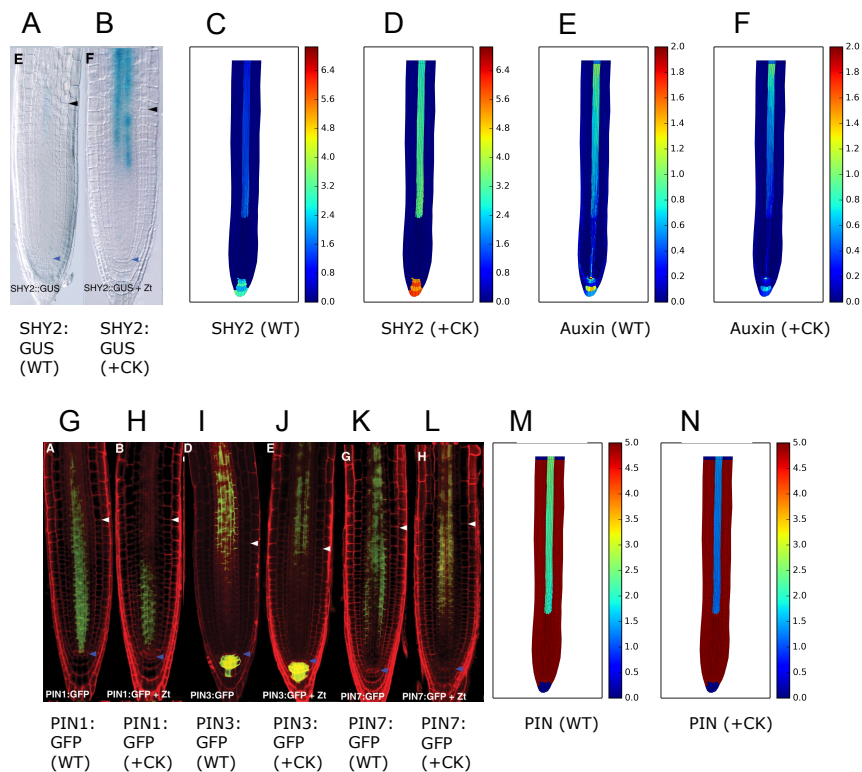 A B C D E F
E F
SHY2::GUS SHY2::GUS + Zt
6.4
5.6
4.8
4.0
3.2
2.4
1.6
0.8
0.0
6.4
5.6
4.8
4.0
3.2
2.4
1.6
0.8
0.0
2.0
1.8
1.6
1.4
1.2
1.0
0.8
0.6
0.4
0.2
0.0
2.0
1.8
1.6
1.4
1.2
1.0
0.8
0.6
0.4
0.2
0.0
SHY2:
GUS
(WT)
SHY2:
GUS
(+CK)
SHY2 (WT)
SHY2 (+CK)
Auxin (WT)
Auxin (+CK)
G H I J K L M N
A B D E G H
PIN1:GFP PIN1:GFP + Zt PIN3:GFP PIN3:GFP + Zt PIN7:GFP PIN7:GFP + Zt
5.0
4.5
4.0
3.5
3.0
2.5
2.0
1.5
1.0
0.5
0.0
5.0
4.5
4.0
3.5
3.0
2.5
2.0
1.5
1.0
0.5
0.0
PIN1:
GFP
(WT)
PIN1:
GFP
(+CK)
PIN3:
GFP
(WT)
PIN3:
GFP
(+CK)
PIN7:
GFP
(WT)
PIN7:
GFP
(+CK)
PIN (WT)
PIN (+CK)